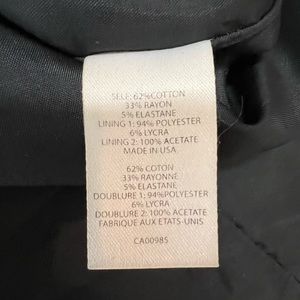 SELF: 62%COTTON
33% RAYON
5% ELASTANE
LINING 1: 94% POLYESTER
6% LYCRA
LINING 2: 100% ACETATE
MADE IN USA.
62% COTON
33% RAYONNE
5% ELASTANE
DOUBLURE 1: 94%POLYESTER
6% LYCRA
DOUBLURE 2: 100% ACETATE
FABRIQUE AUX ETATS-UNIS
CA00985